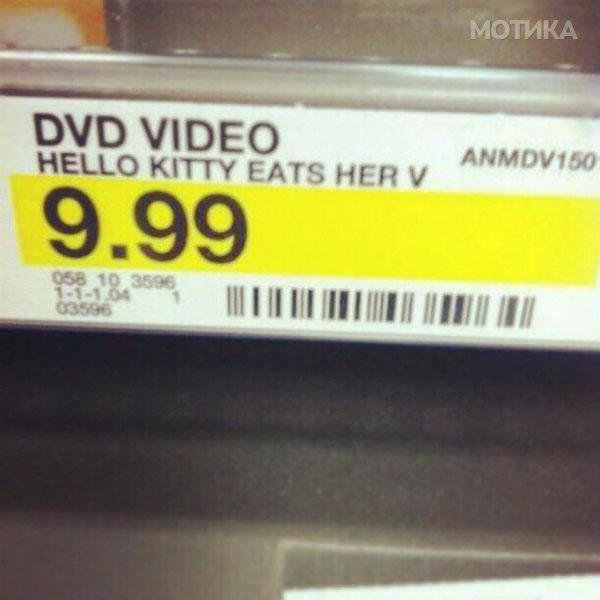 МОТИКА
DVD VIDEO
HELLO KITTY EATS HER V
ANMDV150
9.99
058 10 3596
1-1-1.04 1
03596